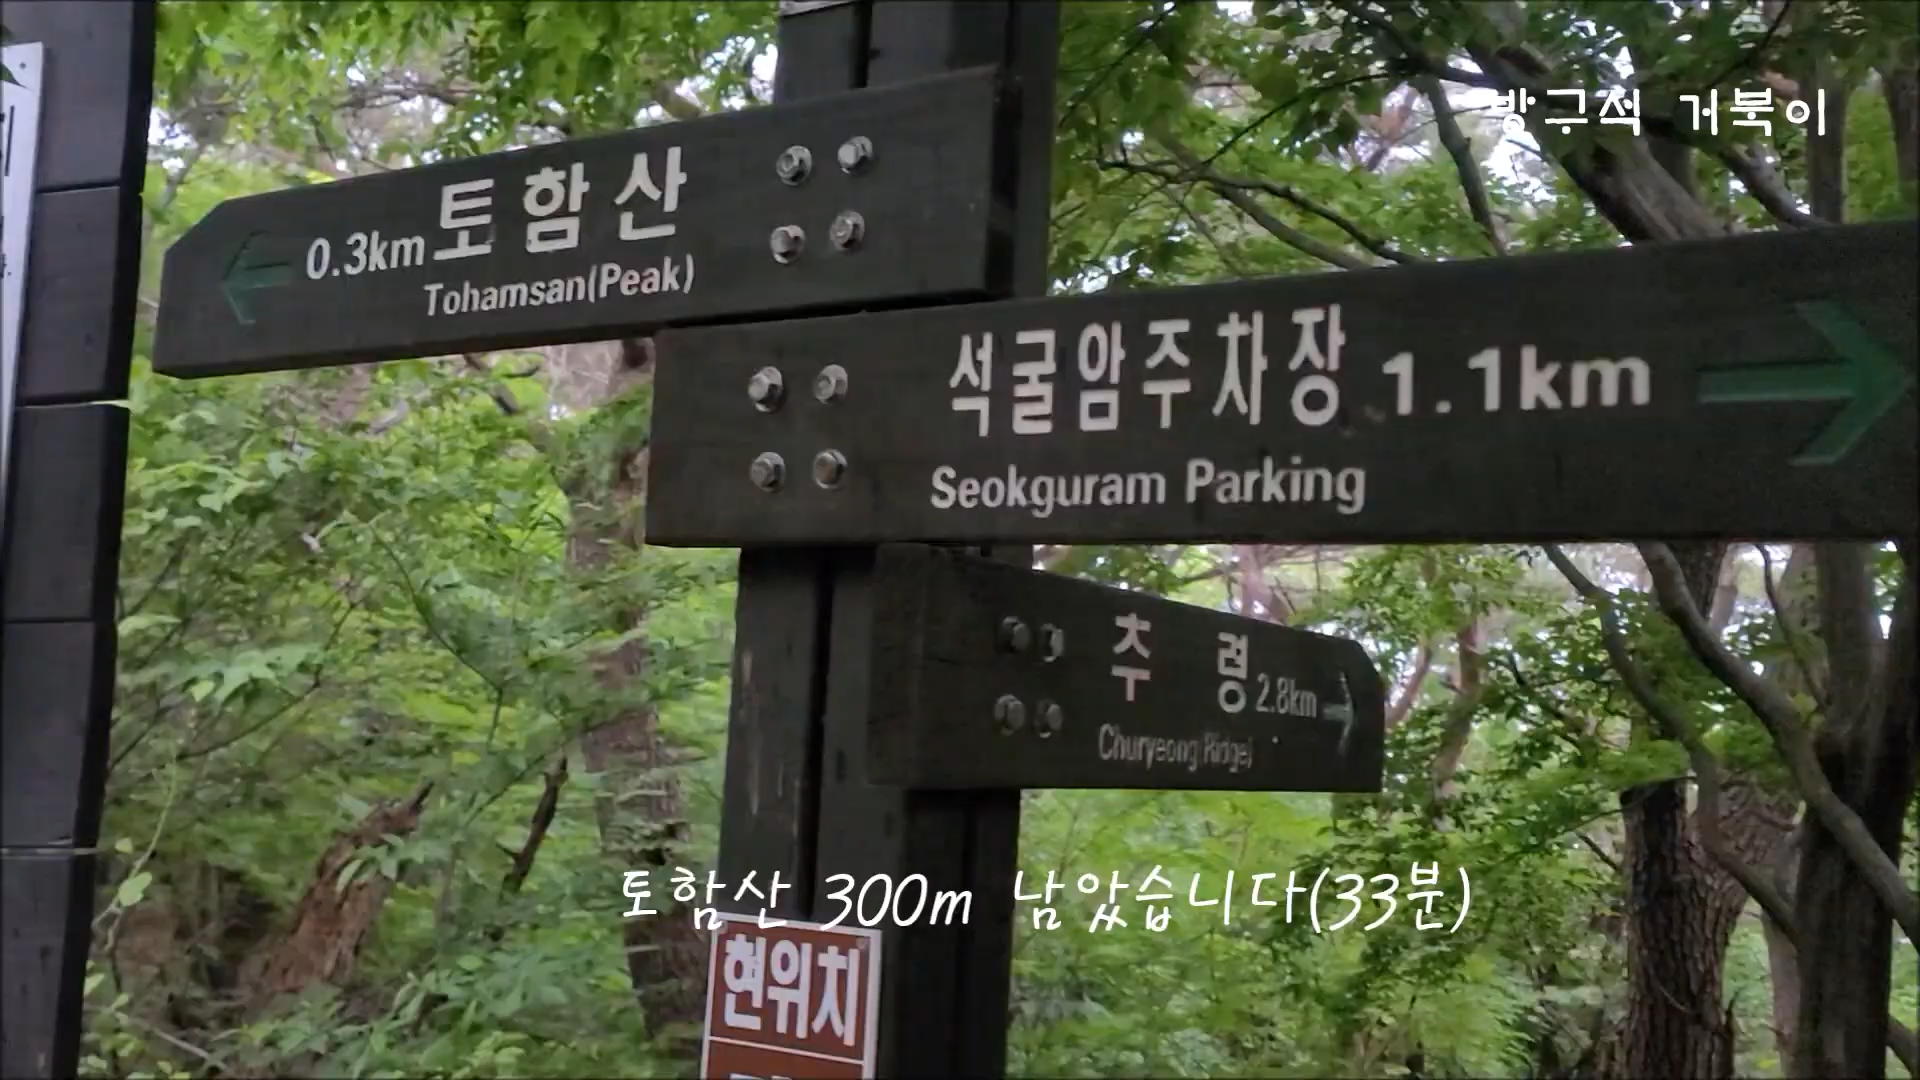 방구석 거북이
0.3km 토함산
Tohamsan(Peak)
석굴암주차장 1.1km
Seokguram Parking
추령 2.8km
Churyeong(Ridge)
토함산 300m 남았습니다(33분)
현위치